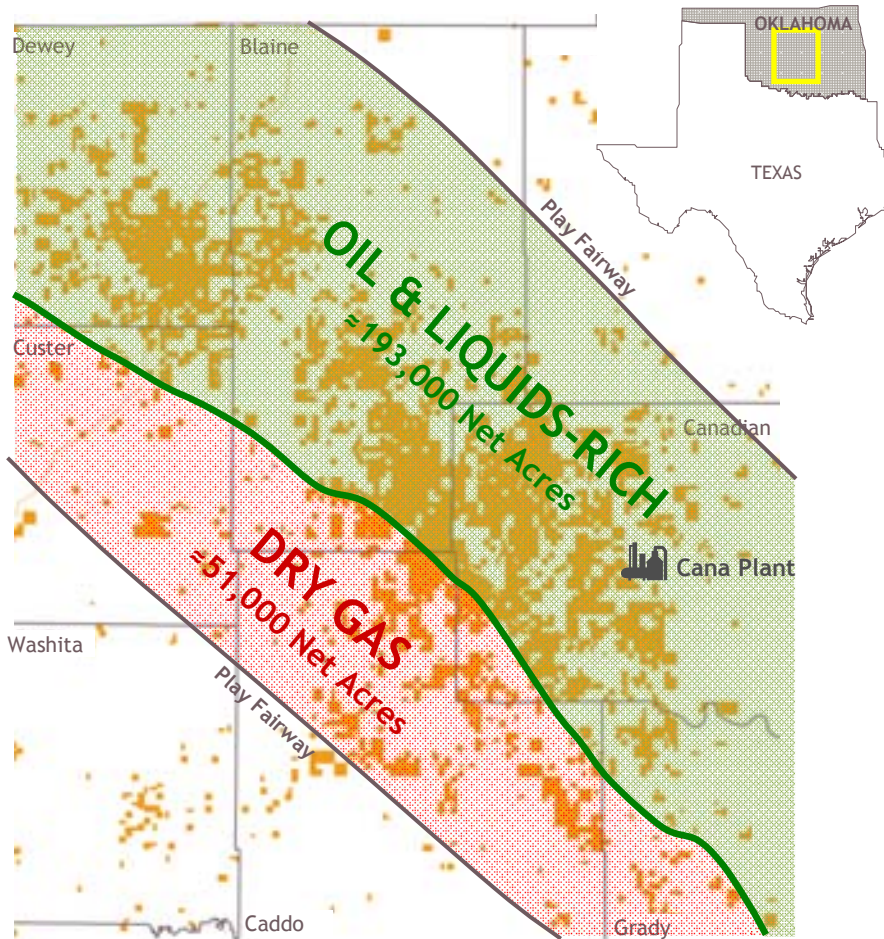 Dewey
Blaine
OKLAHOMA
TEXAS
Play Fairway
OIL & LIQUIDS-RICH
≈193,000 Net Acres
Custer
Canadian
Cana Plant
DRY GAS
≈51,000 Net Acres
Washita
Play Fairway
Caddo
Grady